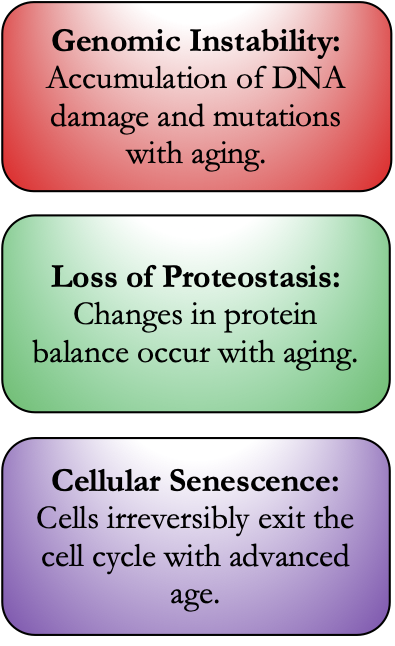 Genomic Instability:
Accumulation of DNA
damage and mutations
with aging.
Loss of Proteostasis:
Changes in protein
balance occur with aging.
Cellular Senescence:
Cells irreversibly exit the
cell cycle with advanced
age.